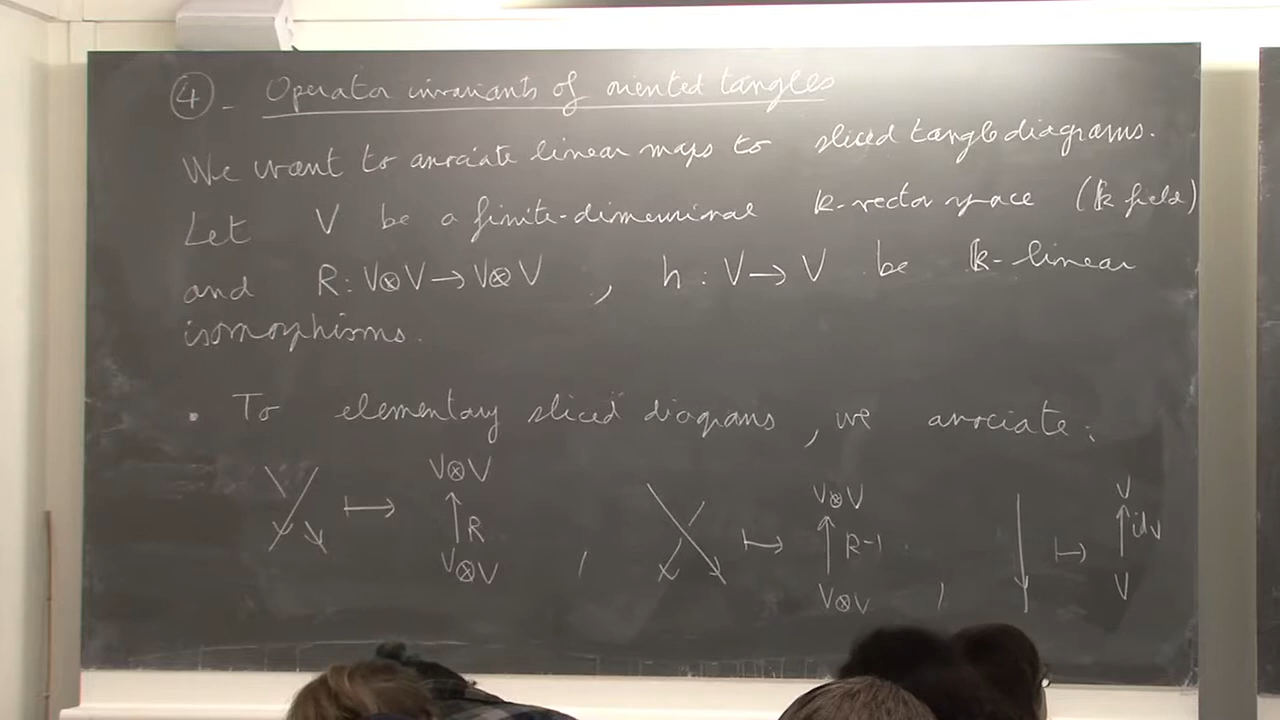 ④ - Operator invariants of oriented tangles
We want to associate linear maps to sliced tangle diagrams.
Let V be a finite-dimensional k-vector space (k field)
and R: V⊗V → V⊗V , h : V → V be k-linear
isomorphisms.
• To elementary sliced diagrams, we associate:
V⊗V
↦ ↑ R
V⊗V ,
V⊗V
↦ ↑ R-1
V⊗V ,
V
↦ ↑ idv
V